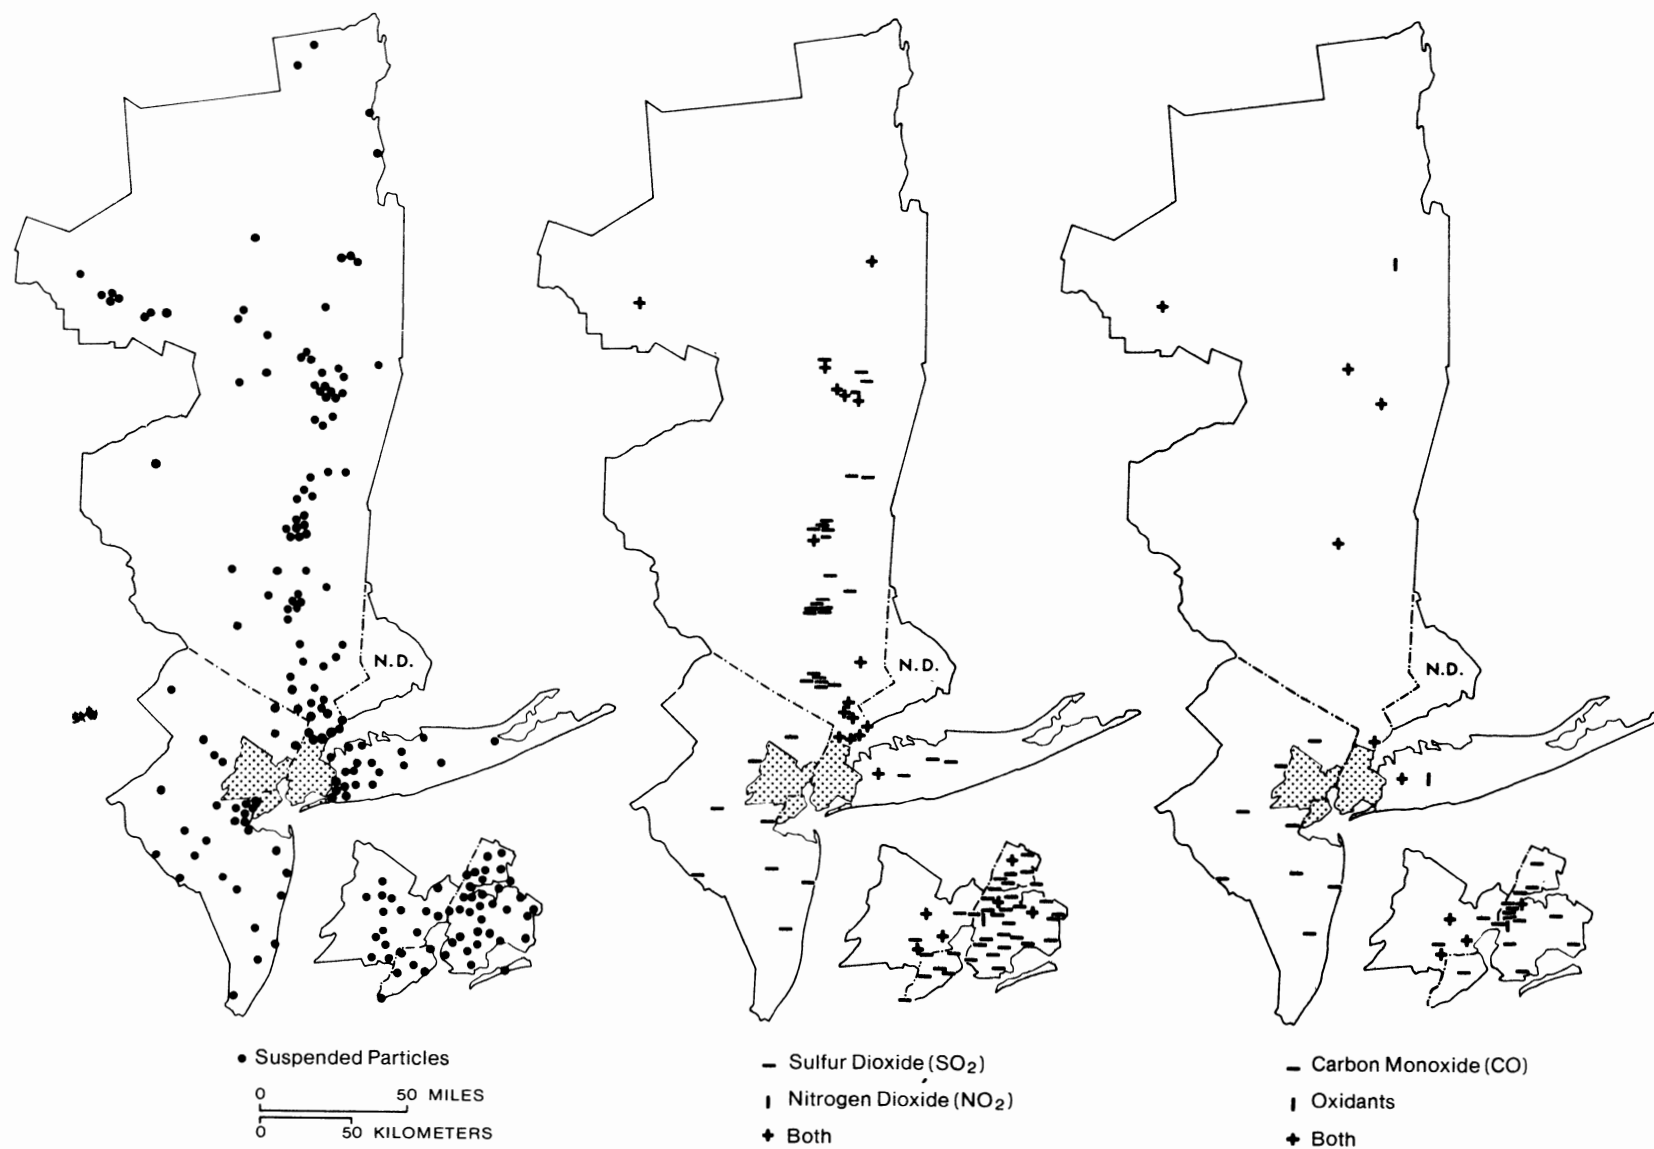 N.D.
N.D.
N.D.
Suspended Particles
0 50 MILES
0 50 KILOMETERS
Sulfur Dioxide (SO₂)
Nitrogen Dioxide (NO₂)
Both
Carbon Monoxide (CO)
Oxidants
Both